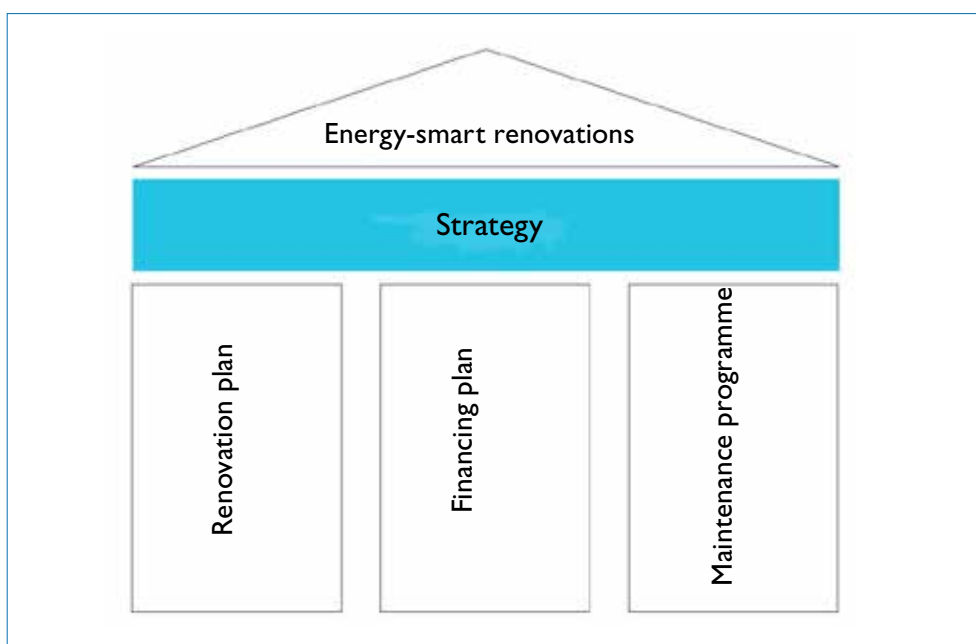 Energy-smart renovations
Strategy
Renovation plan
Financing plan
Maintenance programme